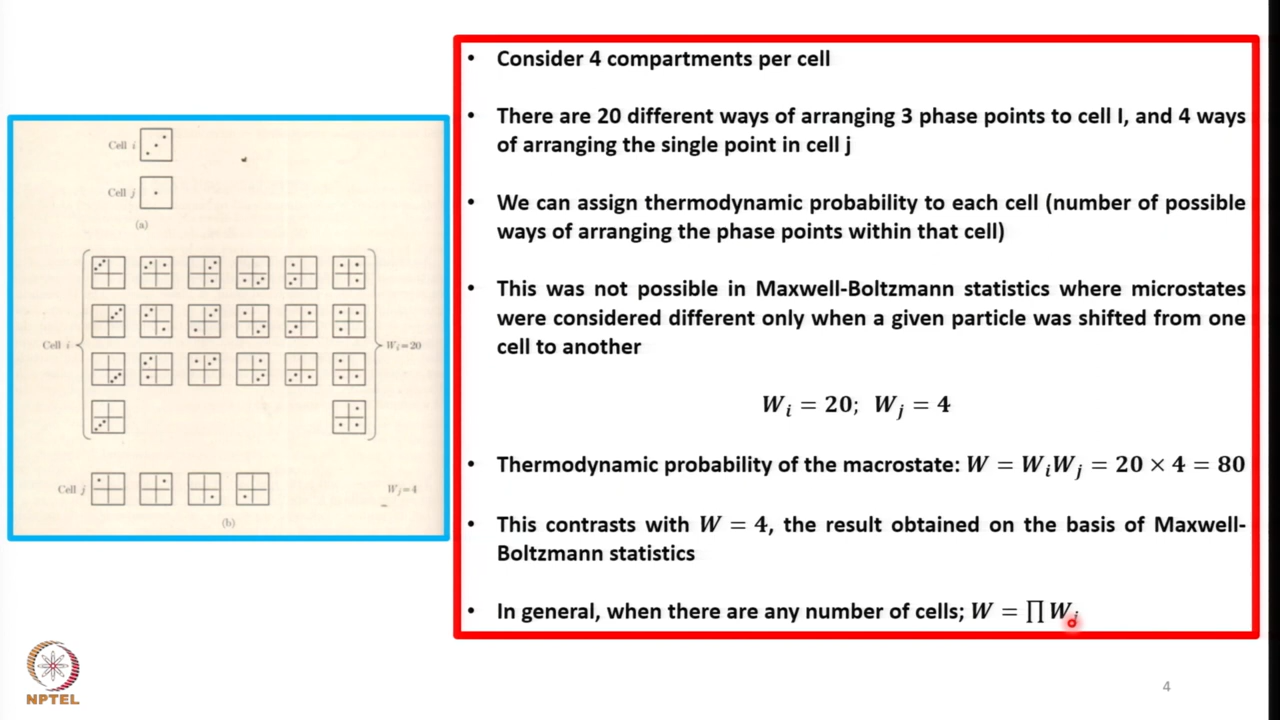 Cell i
Cell j
(a)
Cell i
Wᵢ=20
Cell j
Wⱼ=4
(b)
• Consider 4 compartments per cell
• There are 20 different ways of arranging 3 phase points to cell I, and 4 ways
of arranging the single point in cell j
• We can assign thermodynamic probability to each cell (number of possible
ways of arranging the phase points within that cell)
• This was not possible in Maxwell-Boltzmann statistics where microstates
were considered different only when a given particle was shifted from one
cell to another
Wᵢ = 20; Wⱼ = 4
• Thermodynamic probability of the macrostate: W = WᵢWⱼ = 20 × 4 = 80
• This contrasts with W = 4, the result obtained on the basis of Maxwell-
Boltzmann statistics
• In general, when there are any number of cells; W = ∏ Wᵢ
NPTEL
4